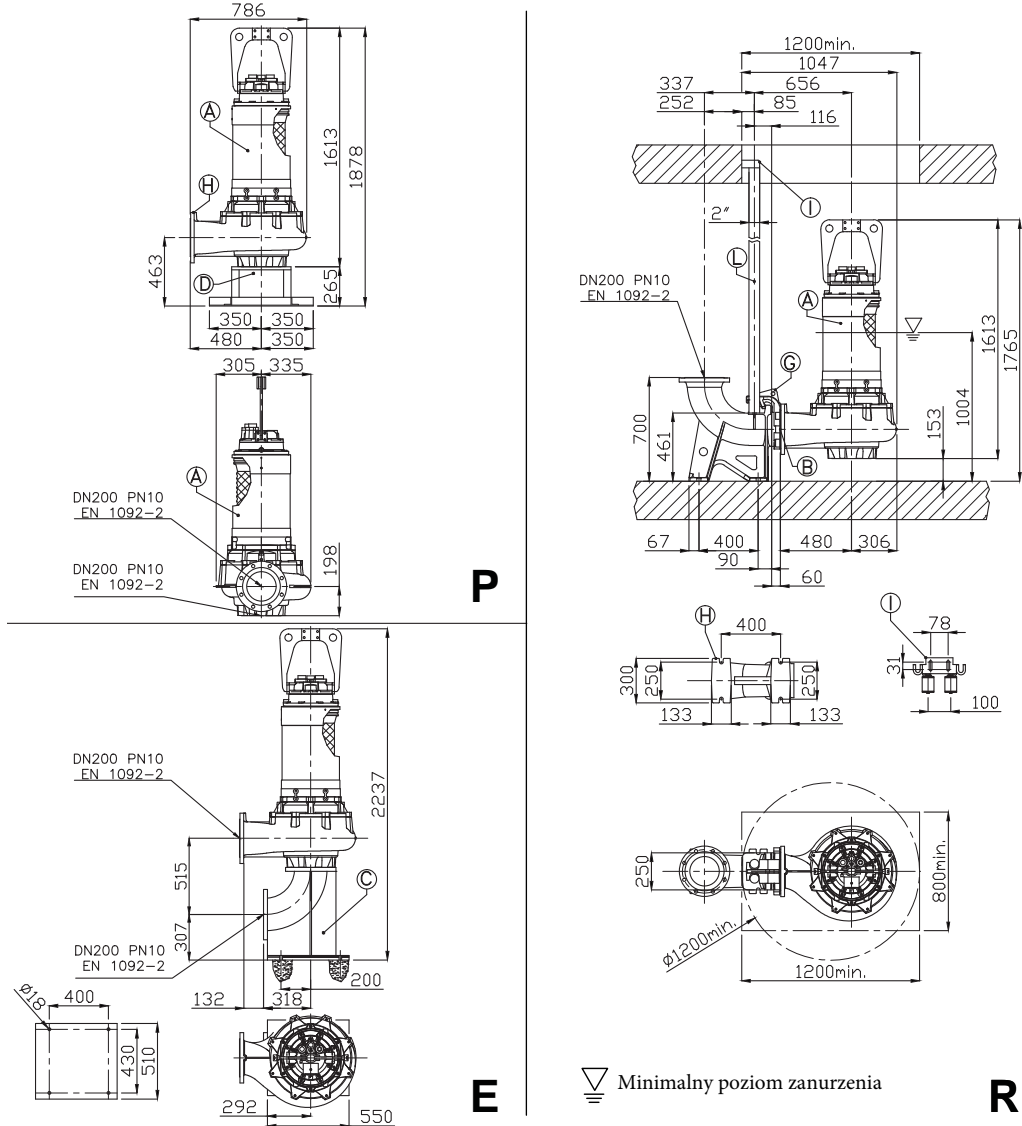 786
A
1613
1878
H
463
D
265
350 350
480 350
305 335
A
DN200 PN10
EN 1092-2
198
DN200 PN10
EN 1092-2
P
DN200 PN10
EN 1092-2
2237
515
C
307
DN200 PN10
EN 1092-2
200
132 318
Ø18
400
430
510
292
550
E
1200min.
1047
337 656
252 85
116
I
2"
L
DN200 PN10
EN 1092-2
A
G
1613
1765
1004
700
461
153
B
67 400 480 306
90
60
H
400
300
250
250
133 133
I
78
31
100
250
800min.
Ø1200min.
1200min.
Minimalny poziom zanurzenia
R